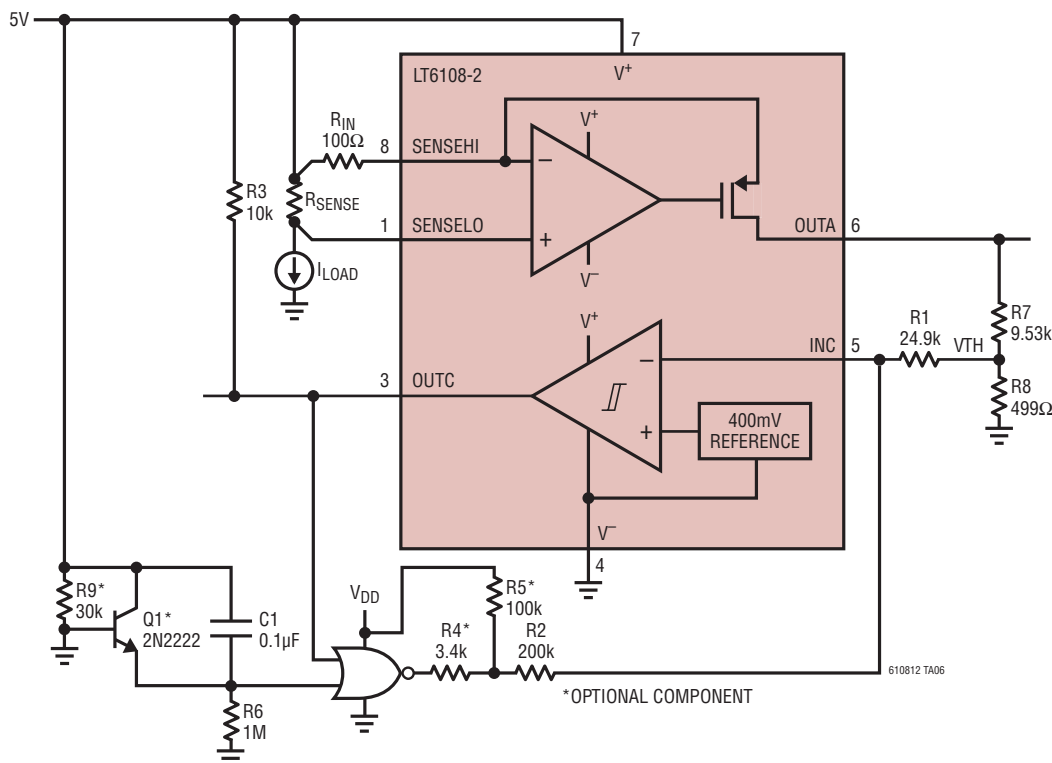 5V
7
V+
LT6108-2
RIN
100Ω
8
SENSEHI
V+
−
R3
10k
RSENSE
1
SENSELO
+
V−
OUTA
6
ILOAD
R7
9.53k
R1
24.9k
VTH
V+
INC
5
−
3
OUTC
R8
499Ω
400mV
REFERENCE
+
V−
4
R9*
30k
Q1*
2N2222
C1
0.1µF
VDD
R5*
100k
R4*
3.4k
R2
200k
610812 TA06
*OPTIONAL COMPONENT
R6
1M